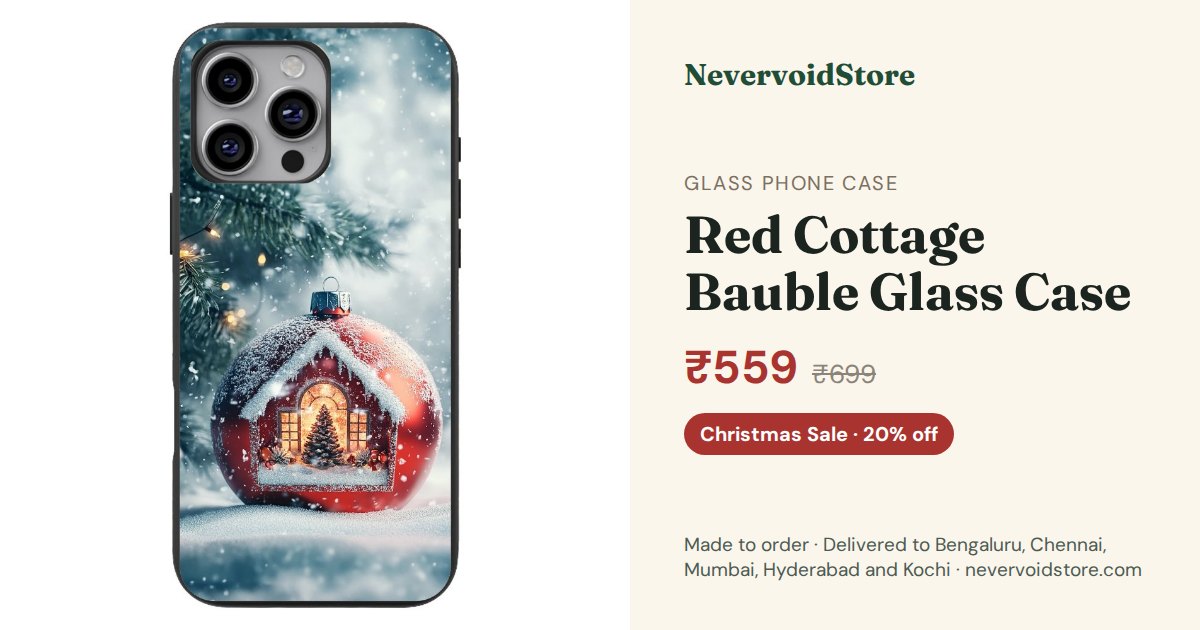 NevervoidStore
GLASS PHONE CASE
Red Cottage
Bauble Glass Case
₹559 ₹699
Christmas Sale · 20% off
Made to order · Delivered to Bengaluru, Chennai,
Mumbai, Hyderabad and Kochi · nevervoidstore.com